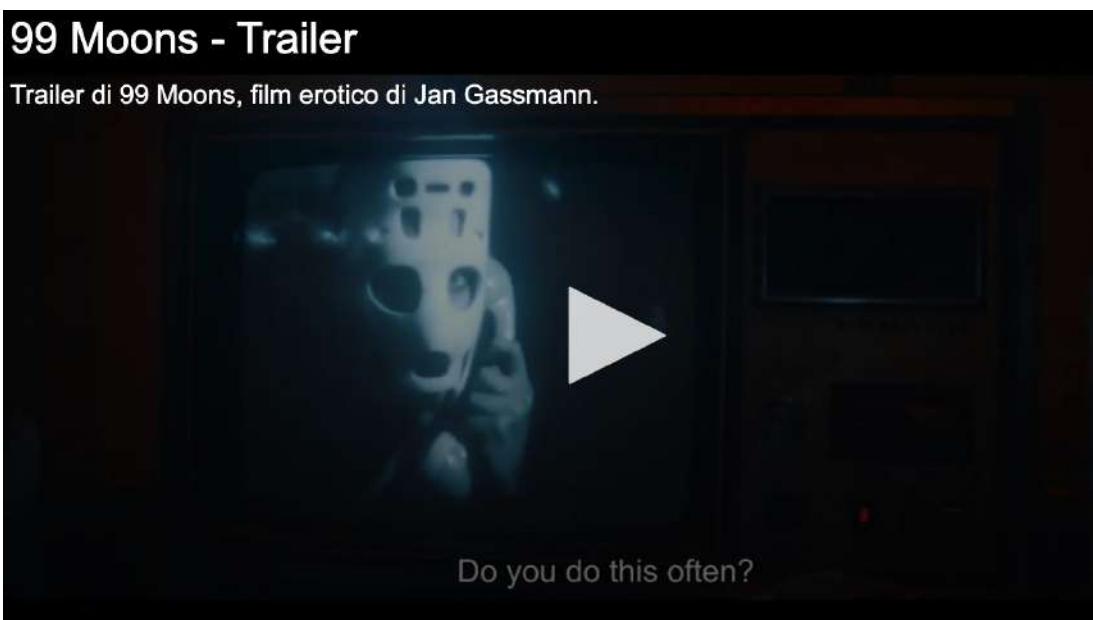 99 Moons - Trailer
Trailer di 99 Moons, film erotico di Jan Gassmann.
Do you do this often?